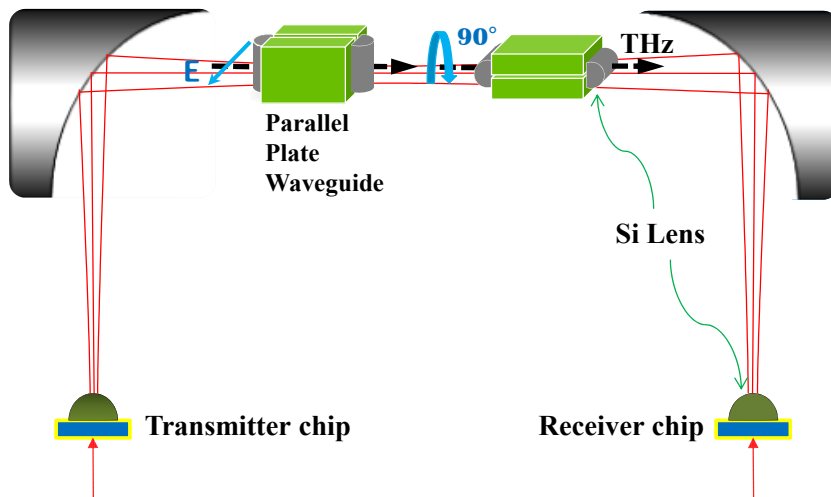 E
90°
THz
Parallel
Plate
Waveguide
Si Lens
Transmitter chip
Receiver chip